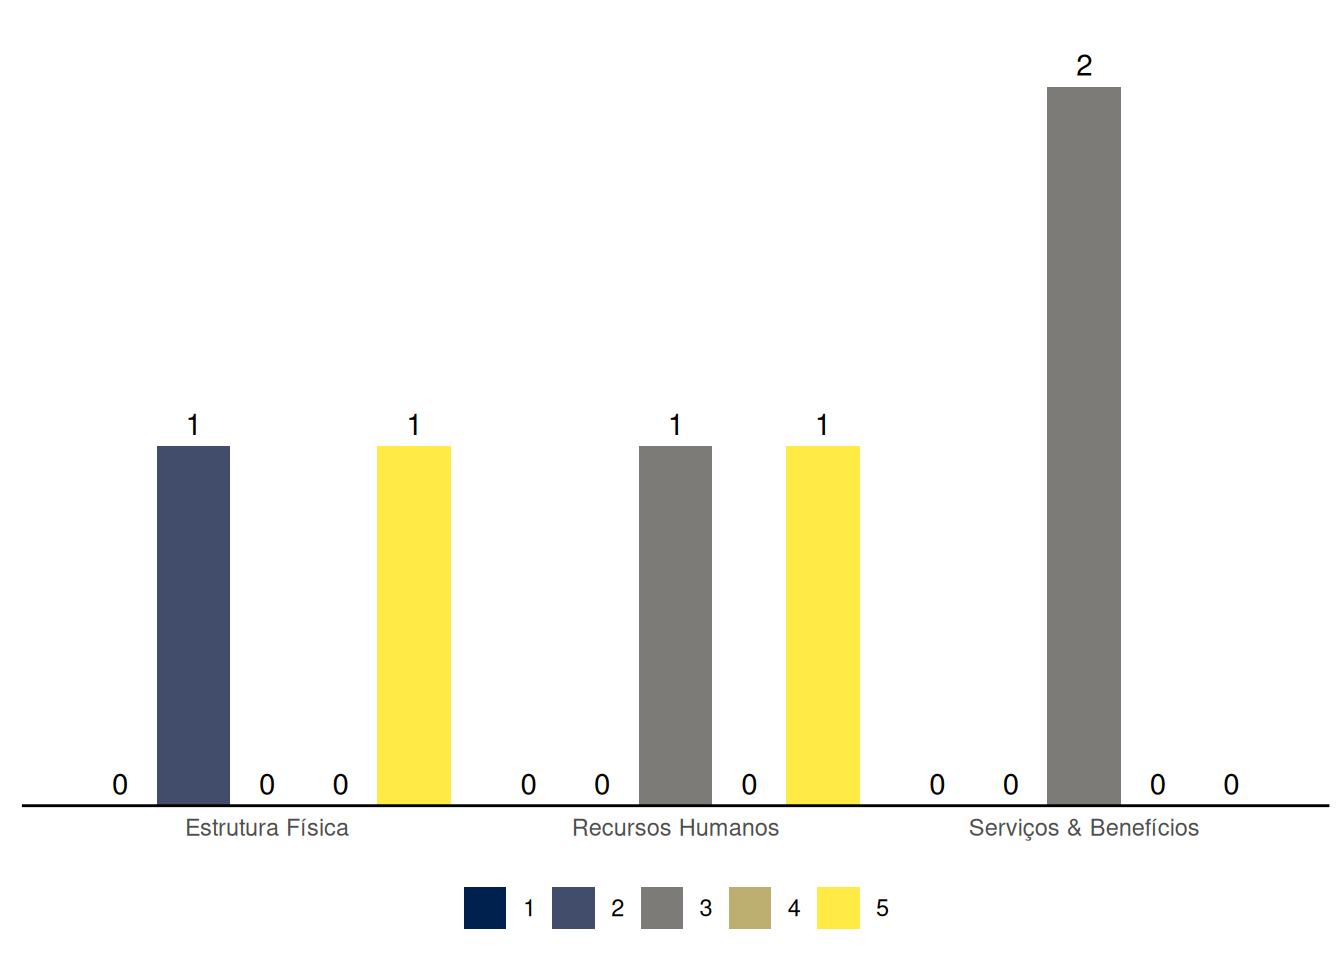 2
1 1 1 1
0 0 0 0 0 0 0 0 0 0
Estrutura Física Recursos Humanos Serviços & Benefícios
1 2 3 4 5